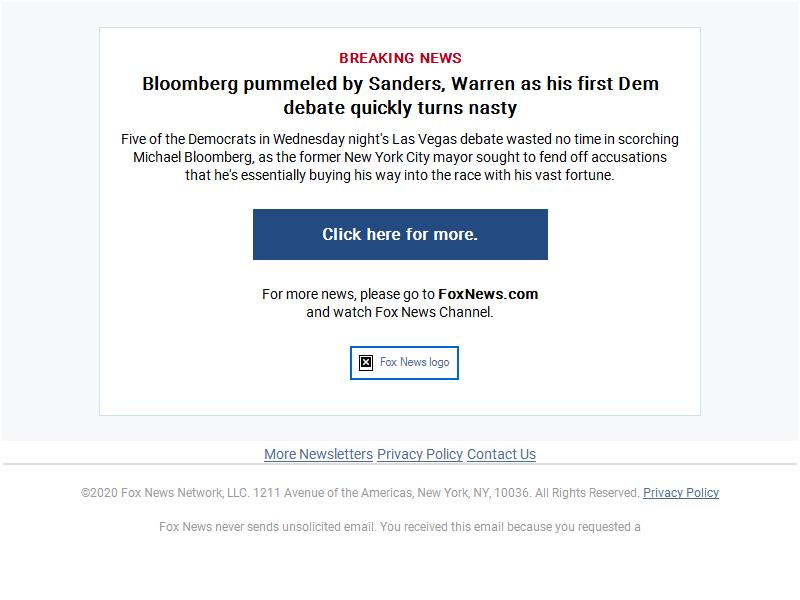 BREAKING NEWS
Bloomberg pummeled by Sanders, Warren as his first Dem
debate quickly turns nasty
Five of the Democrats in Wednesday night's Las Vegas debate wasted no time in scorching
Michael Bloomberg, as the former New York City mayor sought to fend off accusations
that he's essentially buying his way into the race with his vast fortune.
Click here for more.
For more news, please go to FoxNews.com
and watch Fox News Channel.
Fox News logo
More Newsletters Privacy Policy Contact Us
©2020 Fox News Network, LLC. 1211 Avenue of the Americas, New York, NY, 10036. All Rights Reserved. Privacy Policy
Fox News never sends unsolicited email. You received this email because you requested a